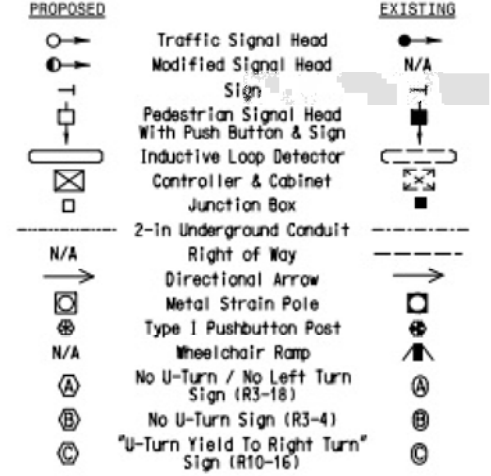 PROPOSED EXISTING
Traffic Signal Head
Modified Signal Head N/A
Sign
Pedestrian Signal Head
With Push Button & Sign
Inductive Loop Detector
Controller & Cabinet
Junction Box
2-in Underground Conduit
N/A Right of Way
Directional Arrow
Metal Strain Pole
Type I Pushbutton Post
N/A Wheelchair Ramp
A No U-Turn / No Left Turn A
Sign (R3-18)
B No U-Turn Sign (R3-4) B
C "U-Turn Yield To Right Turn" C
Sign (R10-16)